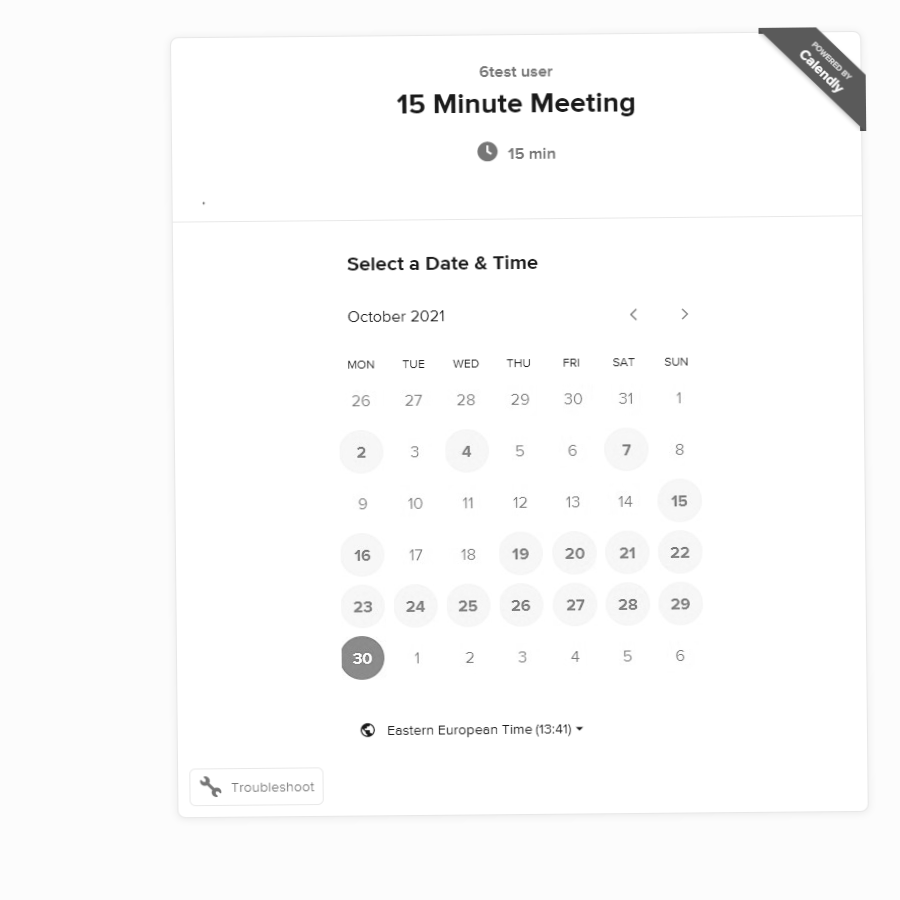 POWERED BY
Calendly
6test user
15 Minute Meeting
15 min
.
Select a Date & Time
October 2021
MON TUE WED THU FRI SAT SUN
26 27 28 29 30 31 1
2 3 4 5 6 7 8
9 10 11 12 13 14 15
16 17 18 19 20 21 22
23 24 25 26 27 28 29
30 1 2 3 4 5 6
Eastern European Time (13:41)
Troubleshoot